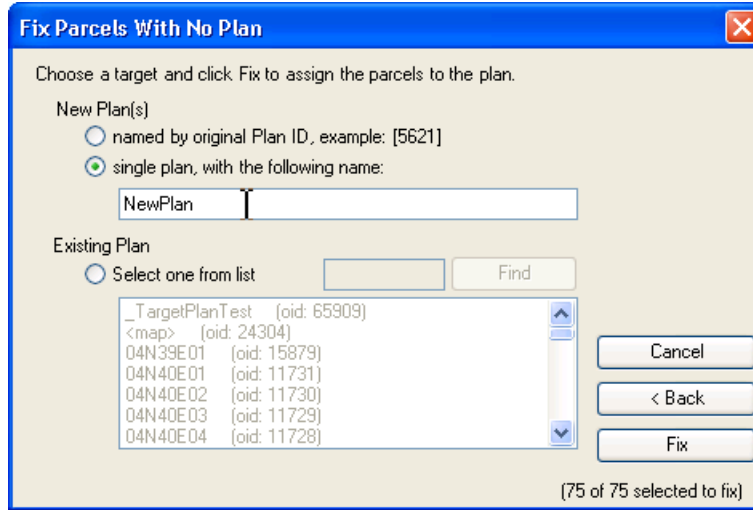 Fix Parcels With No Plan
Choose a target and click Fix to assign the parcels to the plan.
New Plan(s)
named by original Plan ID, example: [5621]
single plan, with the following name:
NewPlan
Existing Plan
Select one from list
Find
_TargetPlanTest (oid: 65909)
<map> (oid: 24304)
04N39E01 (oid: 15879)
04N40E01 (oid: 11731)
04N40E02 (oid: 11730)
04N40E03 (oid: 11729)
04N40E04 (oid: 11728)
Cancel
< Back
Fix
(75 of 75 selected to fix)